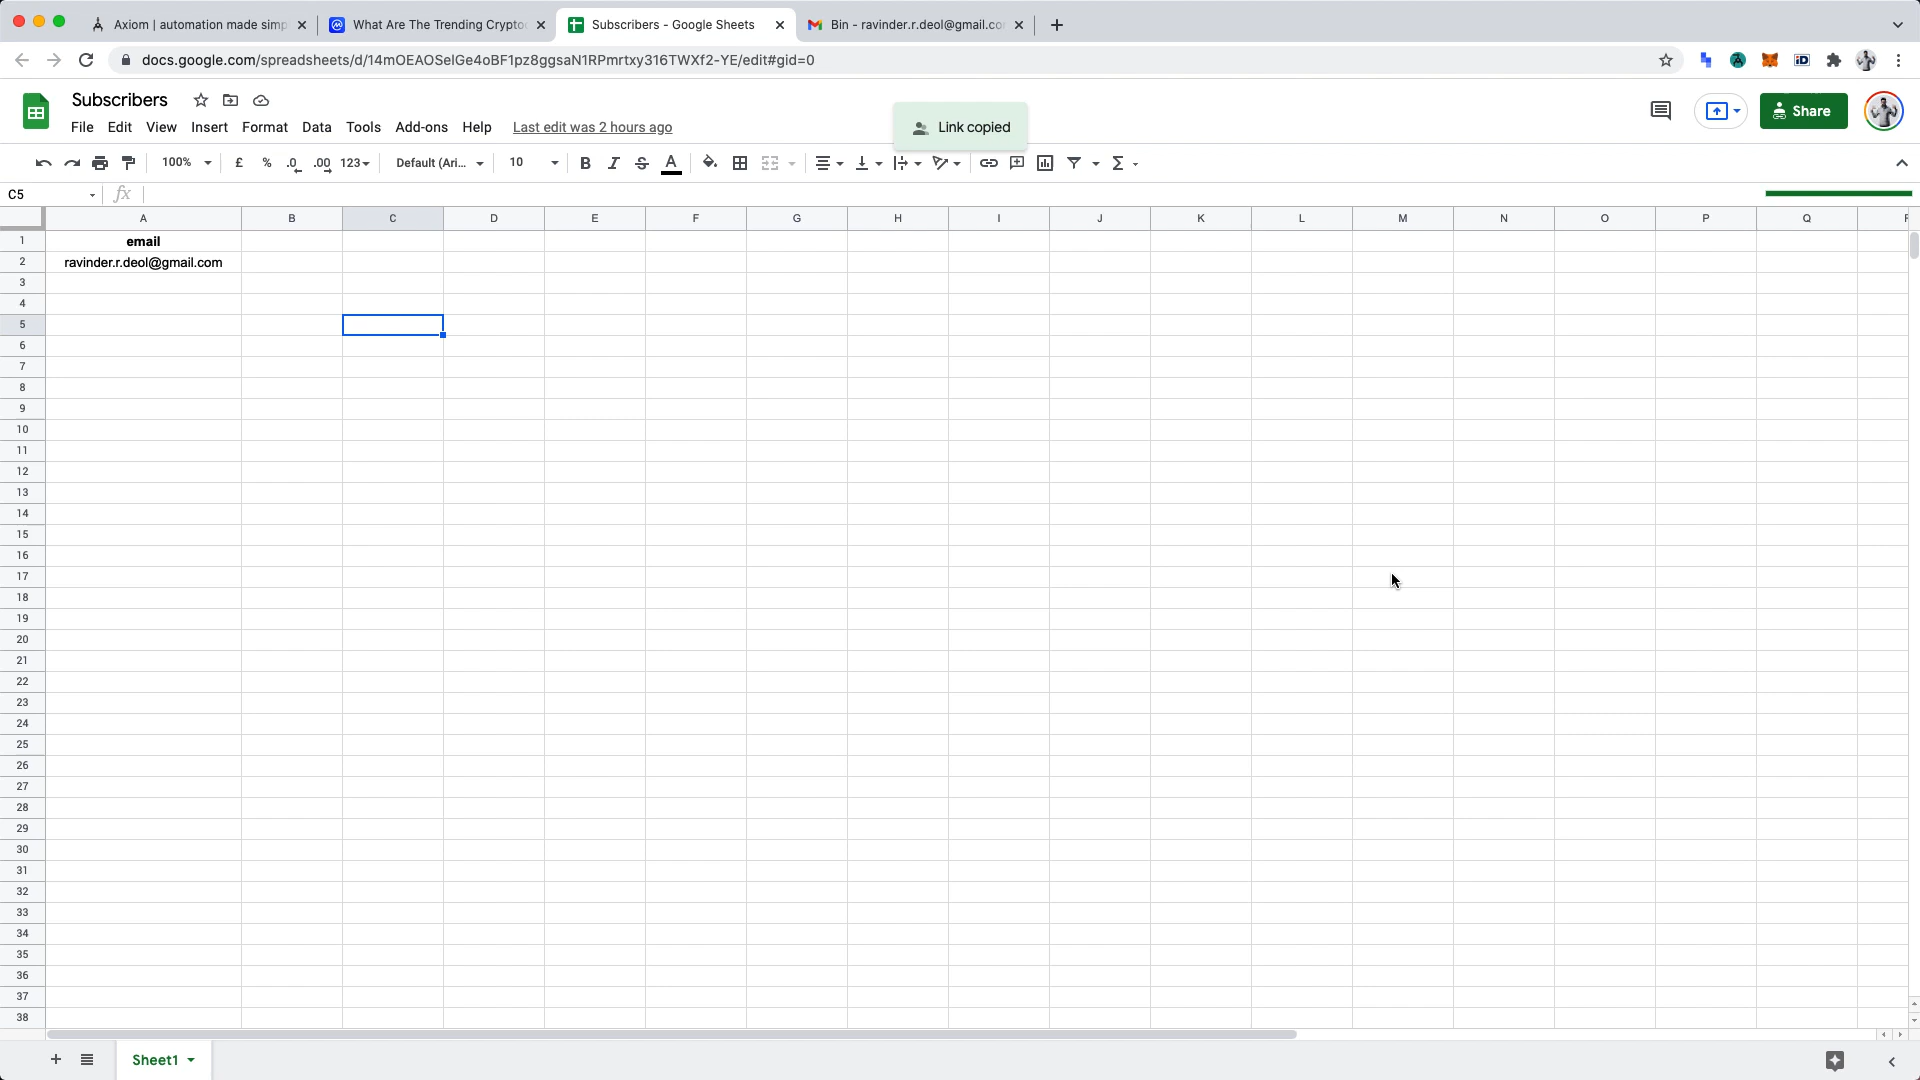 Axiom | automation made simp
What Are The Trending Cryptoc
Subscribers - Google Sheets
Bin - ravinder.r.deol@gmail.co
docs.google.com/spreadsheets/d/14mOEAOSelGe4oBF1pz8ggsaN1RPmrtxy316TWXf2-YE/edit#gid=0
Subscribers
File Edit View Insert Format Data Tools Add-ons Help Last edit was 2 hours ago
Link copied
Share
100% £ % .0 .00 123 Default (Ari... 10 B I S A
C5 fx
A B C D E F G H I J K L M N O P Q
1 email
2 ravinder.r.deol@gmail.com
3
4
5
6
7
8
9
10
11
12
13
14
15
16
17
18
19
20
21
22
23
24
25
26
27
28
29
30
31
32
33
34
35
36
37
38
Sheet1